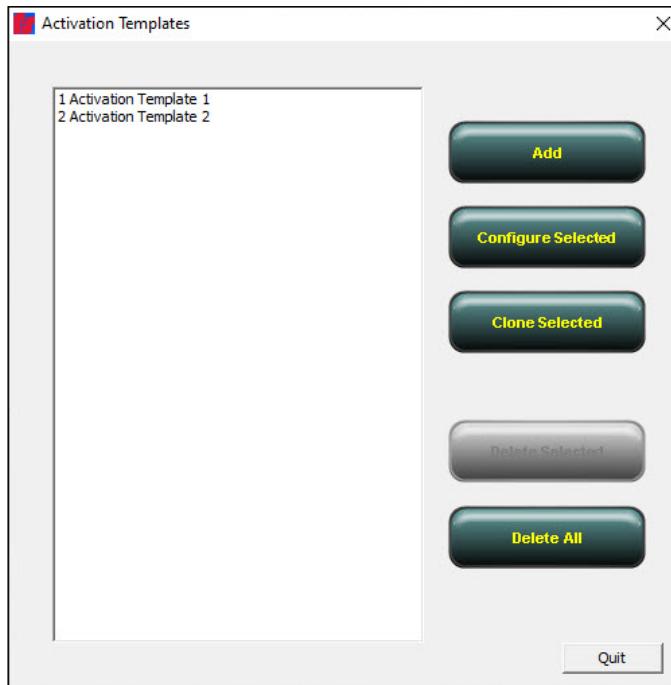 Activation Templates
1 Activation Template 1
2 Activation Template 2
Add
Configure Selected
Clone Selected
Delete Selected
Delete All
Quit